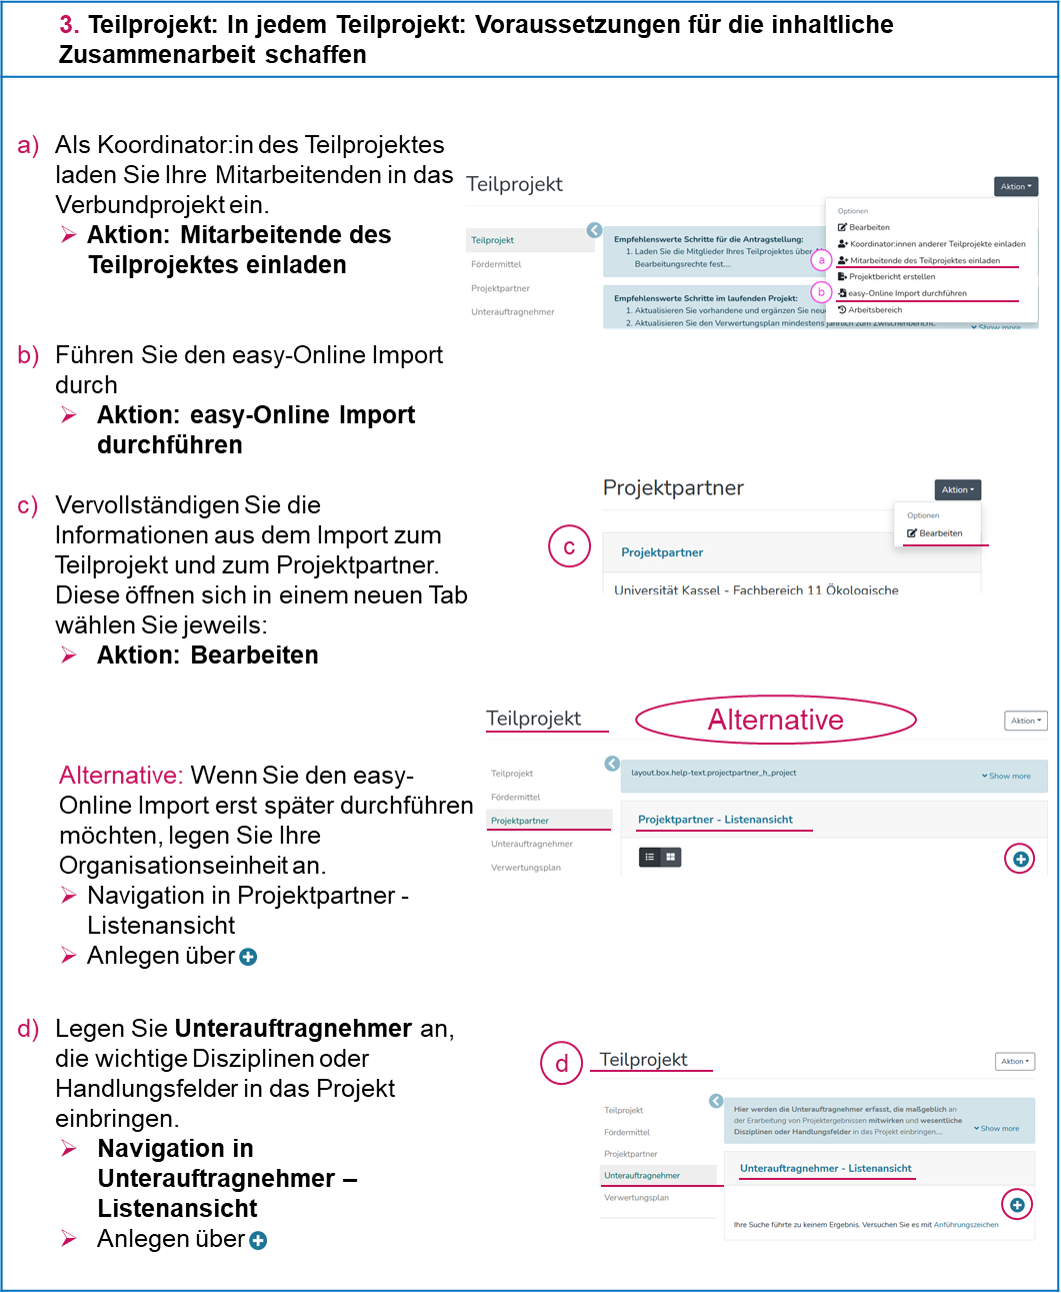 3. Teilprojekt: In jedem Teilprojekt: Voraussetzungen für die inhaltliche
Zusammenarbeit schaffen
a) Als Koordinator:in des Teilprojektes
laden Sie Ihre Mitarbeitenden in das
Verbundprojekt ein.
Aktion: Mitarbeitende des
Teilprojektes einladen
Teilprojekt
Aktion
Teilprojekt
Fördermittel
Projektpartner
Unterauftragnehmer
Empfehlenswerte Schritte für die Antragstellung:
1. Laden Sie die Mitglieder Ihres Teilprojektes über
Bearbeitungsrechte fest....
Empfehlenswerte Schritte im laufenden Projekt:
1. Aktualisieren Sie vorhandene und ergänzen Sie neu
2. Aktualisieren Sie den Verwertungsplan mindestens jährlich zum Zwischenbericht.
Show more
Optionen
Bearbeiten
Koordinator:innen anderer Teilprojekte einladen
a Mitarbeitende des Teilprojektes einladen
Projektbericht erstellen
b easy-Online Import durchführen
Arbeitsbereich
b) Führen Sie den easy-Online Import
durch
Aktion: easy-Online Import
durchführen
c) Vervollständigen Sie die
Informationen aus dem Import zum
Teilprojekt und zum Projektpartner.
Diese öffnen sich in einem neuen Tab
wählen Sie jeweils:
Aktion: Bearbeiten
Projektpartner
Aktion
Optionen
Bearbeiten
c
Projektpartner
Universität Kassel - Fachbereich 11 Ökologische
Alternative: Wenn Sie den easy-
Online Import erst später durchführen
möchten, legen Sie Ihre
Organisationseinheit an.
Navigation in Projektpartner -
Listenansicht
Anlegen über
Teilprojekt
Alternative
Aktion
Teilprojekt
Fördermittel
Projektpartner
Unterauftragnehmer
Verwertungsplan
layout.box.help-text.projectpartner_h_project
Show more
Projektpartner - Listenansicht
d) Legen Sie Unterauftragnehmer an,
die wichtige Disziplinen oder
Handlungsfelder in das Projekt
einbringen.
Navigation in
Unterauftragnehmer –
Listenansicht
Anlegen über
d
Teilprojekt
Aktion
Teilprojekt
Fördermittel
Projektpartner
Unterauftragnehmer
Verwertungsplan
Hier werden die Unterauftragnehmer erfasst, die maßgeblich an
der Erarbeitung von Projektergebnissen mitwirken und wesentliche
Disziplinen oder Handlungsfelder in das Projekt einbringen....
Show more
Unterauftragnehmer - Listenansicht
Ihre Suche führte zu keinem Ergebnis. Versuchen Sie es mit Anführungszeichen